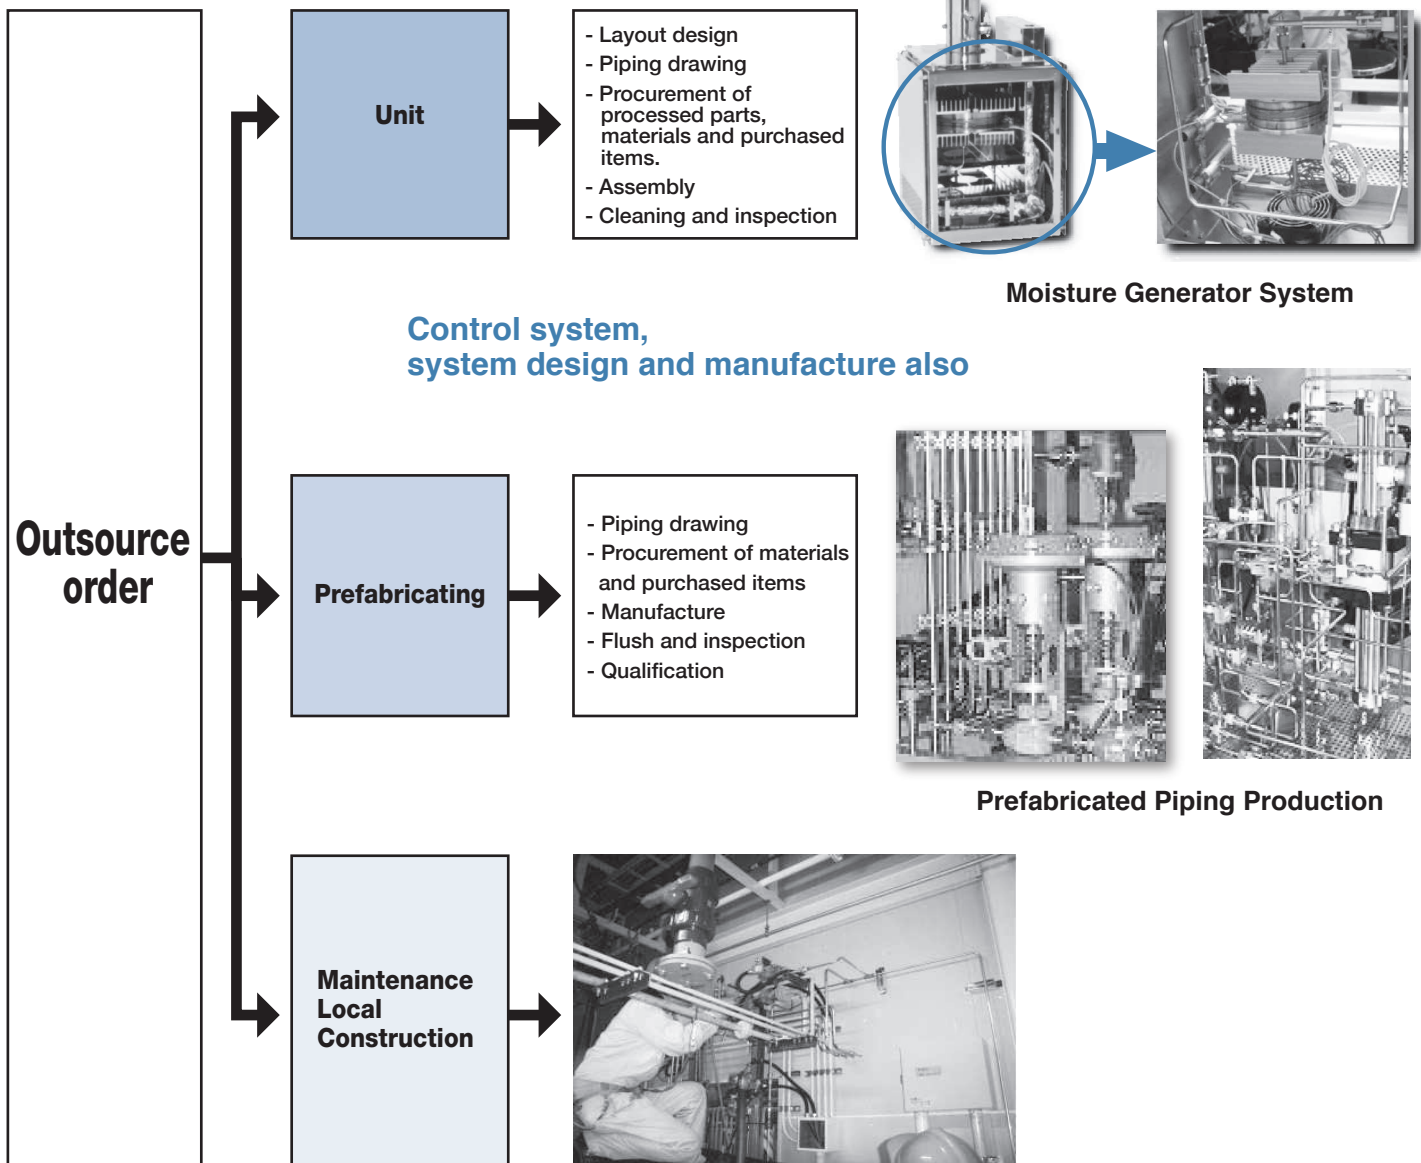 Outsource
order
Unit
- Layout design
- Piping drawing
- Procurement of
processed parts,
materials and purchased
items.
- Assembly
- Cleaning and inspection
Moisture Generator System
Control system,
system design and manufacture also
Prefabricating
- Piping drawing
- Procurement of materials
and purchased items
- Manufacture
- Flush and inspection
- Qualification
Prefabricated Piping Production
Maintenance
Local
Construction